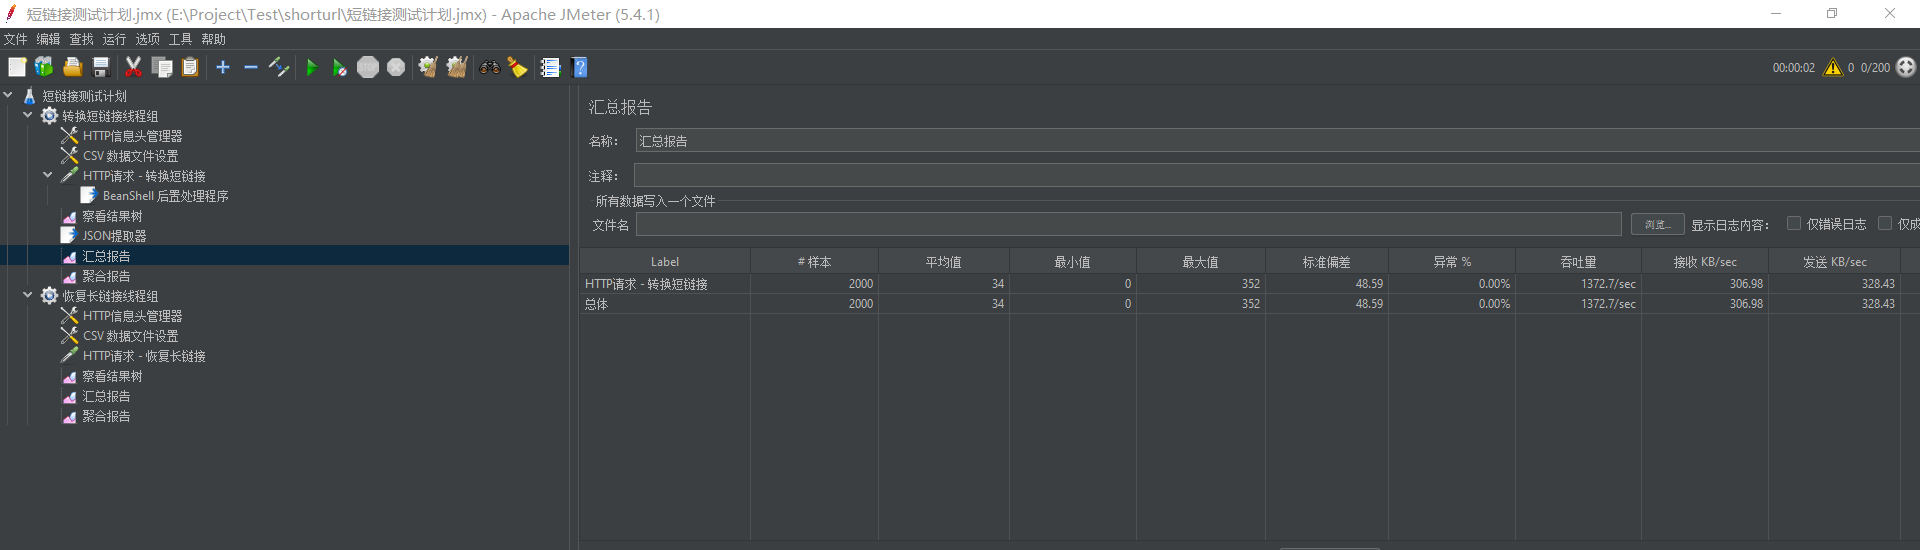 短链接测试计划.jmx (E:\Project\Test\shorturl\短链接测试计划.jmx) - Apache JMeter (5.4.1)
文件 编辑 查找 运行 选项 工具 帮助
00:00:02 0 0/200
短链接测试计划
转换短链接线程组
HTTP信息头管理器
CSV 数据文件设置
HTTP请求 - 转换短链接
BeanShell 后置处理程序
察看结果树
JSON提取器
汇总报告
聚合报告
恢复长链接线程组
HTTP信息头管理器
CSV 数据文件设置
HTTP请求 - 恢复长链接
察看结果树
汇总报告
聚合报告
汇总报告
名称： 汇总报告
注释：
所有数据写入一个文件
文件名 浏览... 显示日志内容： 仅错误日志 仅成
Label # 样本 平均值 最小值 最大值 标准偏差 异常 % 吞吐量 接收 KB/sec 发送 KB/sec
HTTP请求 - 转换短链接 2000 34 0 352 48.59 0.00% 1372.7/sec 306.98 328.43
总体 2000 34 0 352 48.59 0.00% 1372.7/sec 306.98 328.43